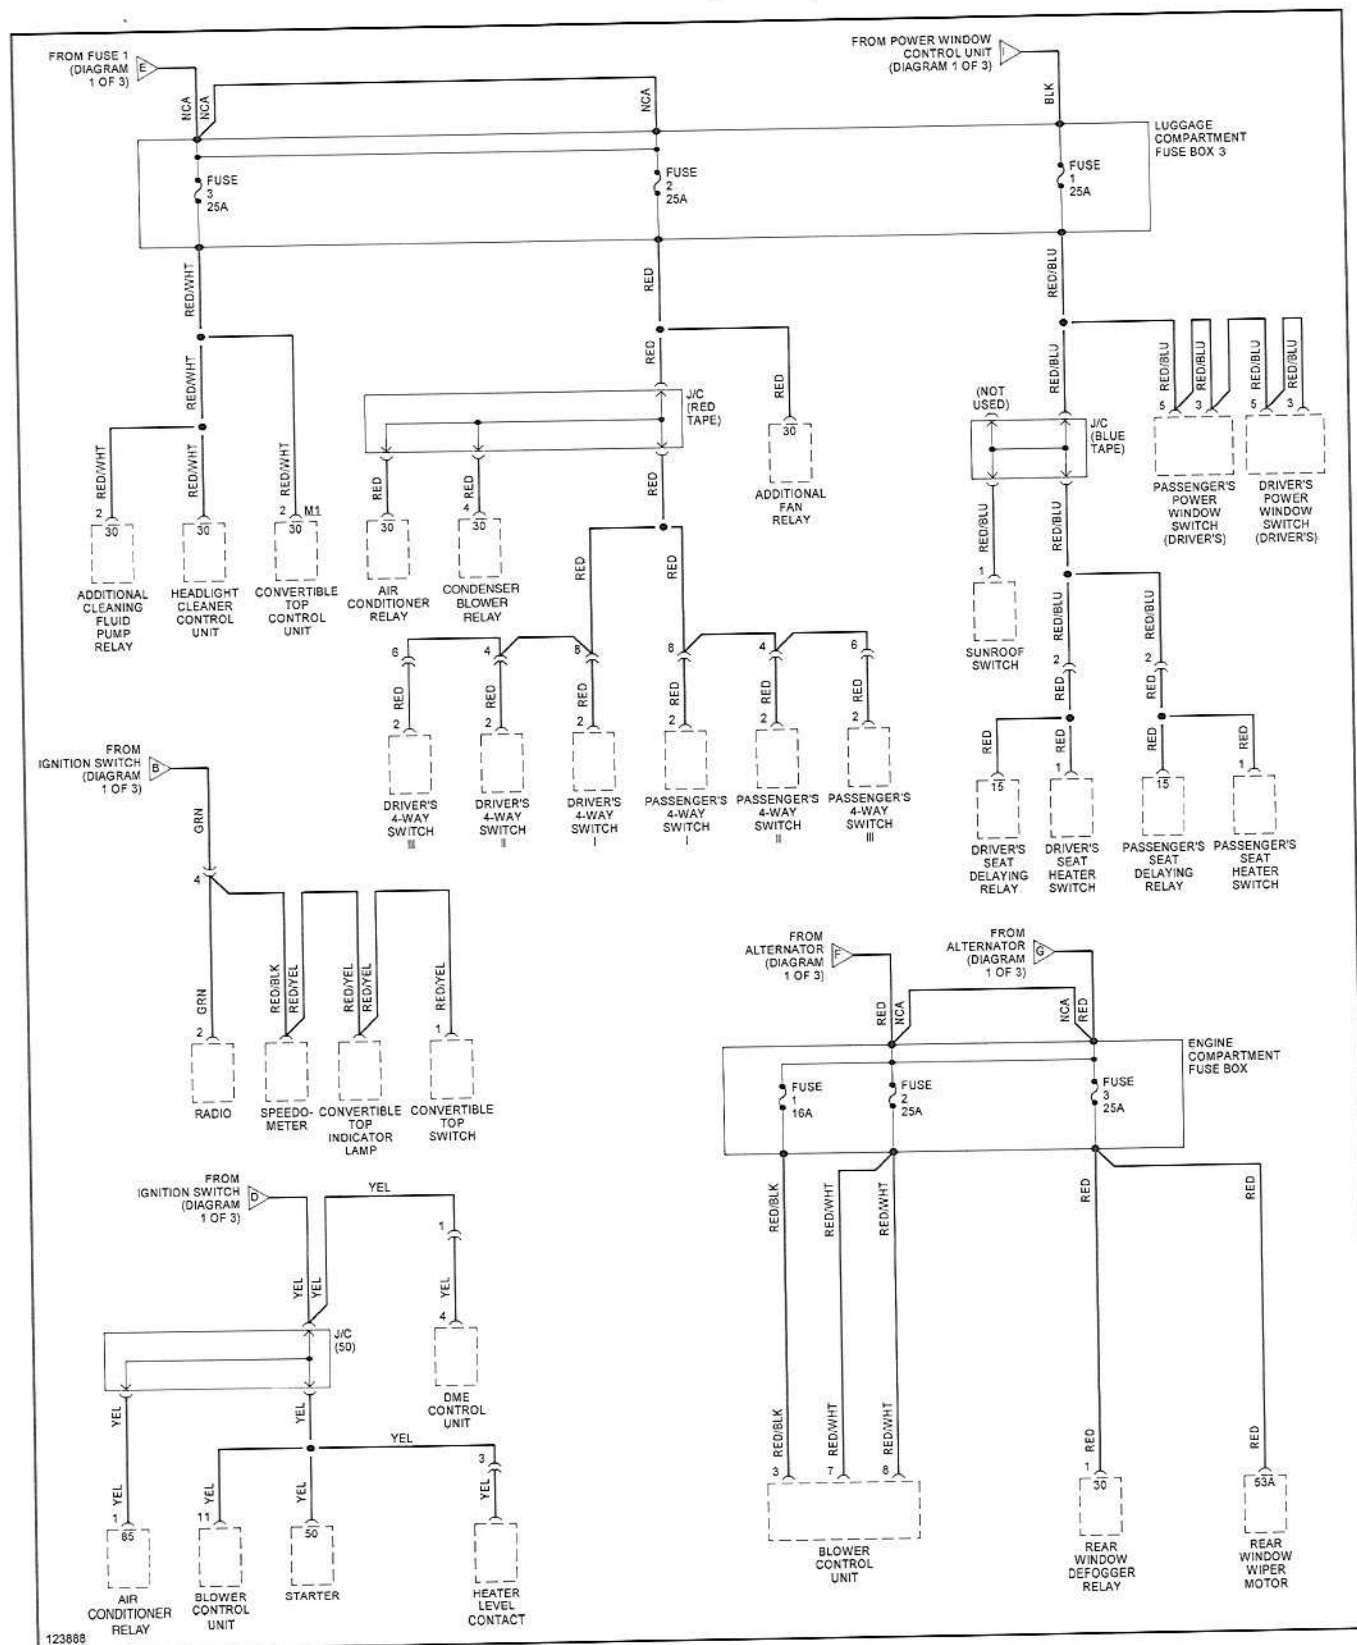 FROM FUSE 1
(DIAGRAM
1 OF 3)
E
NCA
NCA
NCA
FROM POWER WINDOW
CONTROL UNIT
(DIAGRAM 1 OF 3)
I
BLK
LUGGAGE
COMPARTMENT
FUSE BOX 3
FUSE
3
25A
FUSE
2
25A
FUSE
1
25A
RED/WHT
RED
RED/BLU
RED/WHT
RED
RED
RED/BLU
RED/BLU
RED/BLU
RED/BLU
RED/BLU
J/C
(RED
TAPE)
(NOT
USED)
J/C
(BLUE
TAPE)
5
3
5
3
RED/WHT
RED/WHT
RED
RED
RED
RED/BLU
RED/BLU
2
30
30
2
M1
30
30
4
30
30
ADDITIONAL
FAN
RELAY
PASSENGER'S
POWER
WINDOW
SWITCH
(DRIVER'S)
DRIVER'S
POWER
WINDOW
SWITCH
(DRIVER'S)
ADDITIONAL
CLEANING
FLUID
PUMP
RELAY
HEADLIGHT
CLEANER
CONTROL
UNIT
CONVERTIBLE
TOP
CONTROL
UNIT
AIR
CONDITIONER
RELAY
CONDENSER
BLOWER
RELAY
RED
RED
1
SUNROOF
SWITCH
RED/BLU
RED/BLU
2
2
6
4
8
8
4
6
RED
RED
RED
RED
RED
RED
2
2
2
2
2
2
RED
RED
RED
RED
RED
RED
15
1
15
1
DRIVER'S
4-WAY
SWITCH
III
DRIVER'S
4-WAY
SWITCH
II
DRIVER'S
4-WAY
SWITCH
I
PASSENGER'S
4-WAY
SWITCH
I
PASSENGER'S
4-WAY
SWITCH
II
PASSENGER'S
4-WAY
SWITCH
III
DRIVER'S
SEAT
DELAYING
RELAY
DRIVER'S
SEAT
HEATER
SWITCH
PASSENGER'S
SEAT
DELAYING
RELAY
PASSENGER'S
SEAT
HEATER
SWITCH
FROM
IGNITION SWITCH
(DIAGRAM
1 OF 3)
B
GRN
4
GRN
RED/BLK
RED/YEL
RED/YEL
RED/YEL
RED/YEL
2
1
RADIO
SPEEDO-
METER
CONVERTIBLE
TOP
INDICATOR
LAMP
CONVERTIBLE
TOP
SWITCH
FROM
ALTERNATOR
(DIAGRAM
1 OF 3)
F
FROM
ALTERNATOR
(DIAGRAM
1 OF 3)
G
RED
NCA
NCA
RED
ENGINE
COMPARTMENT
FUSE BOX
FUSE
1
16A
FUSE
2
25A
FUSE
3
25A
RED/BLK
RED/WHT
RED/WHT
RED
RED
RED/BLK
RED/WHT
RED/WHT
RED
RED
3
7
8
1
30
53A
BLOWER
CONTROL
UNIT
REAR
WINDOW
DEFOGGER
RELAY
REAR
WINDOW
WIPER
MOTOR
FROM
IGNITION SWITCH
(DIAGRAM
1 OF 3)
D
YEL
1
YEL
YEL
YEL
4
J/C
(50)
DME
CONTROL
UNIT
YEL
YEL
YEL
3
YEL
YEL
YEL
YEL
1
85
11
50
AIR
CONDITIONER
RELAY
BLOWER
CONTROL
UNIT
STARTER
HEATER
LEVEL
CONTACT
123888